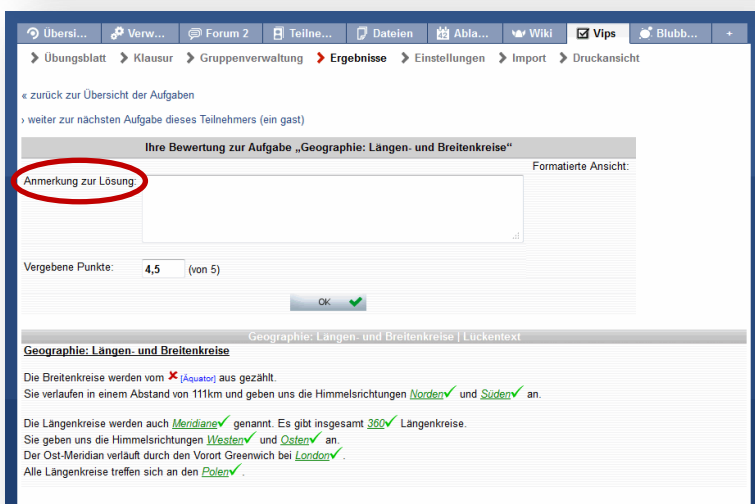 Übersi... Verw... Forum 2 Teilne... Dateien Abla... Wiki Vips Blubb... +
Übungsblatt Klausur Gruppenverwaltung Ergebnisse Einstellungen Import Druckansicht
« zurück zur Übersicht der Aufgaben
› weiter zur nächsten Aufgabe dieses Teilnehmers (ein gast)
Ihre Bewertung zur Aufgabe „Geographie: Längen- und Breitenkreise“
Formatierte Ansicht:
Anmerkung zur Lösung:
Vergebene Punkte: 4,5 (von 5)
OK
Geographie: Längen- und Breitenkreise | Lückentext
Geographie: Längen- und Breitenkreise
Die Breitenkreise werden vom [Äquator] aus gezählt.
Sie verlaufen in einem Abstand von 111km und geben uns die Himmelsrichtungen Norden und Süden an.
Die Längenkreise werden auch Meridiane genannt. Es gibt insgesamt 360 Längenkreise.
Sie geben uns die Himmelsrichtungen Westen und Osten an.
Der Ost-Meridian verläuft durch den Vorort Greenwich bei London.
Alle Längenkreise treffen sich an den Polen.